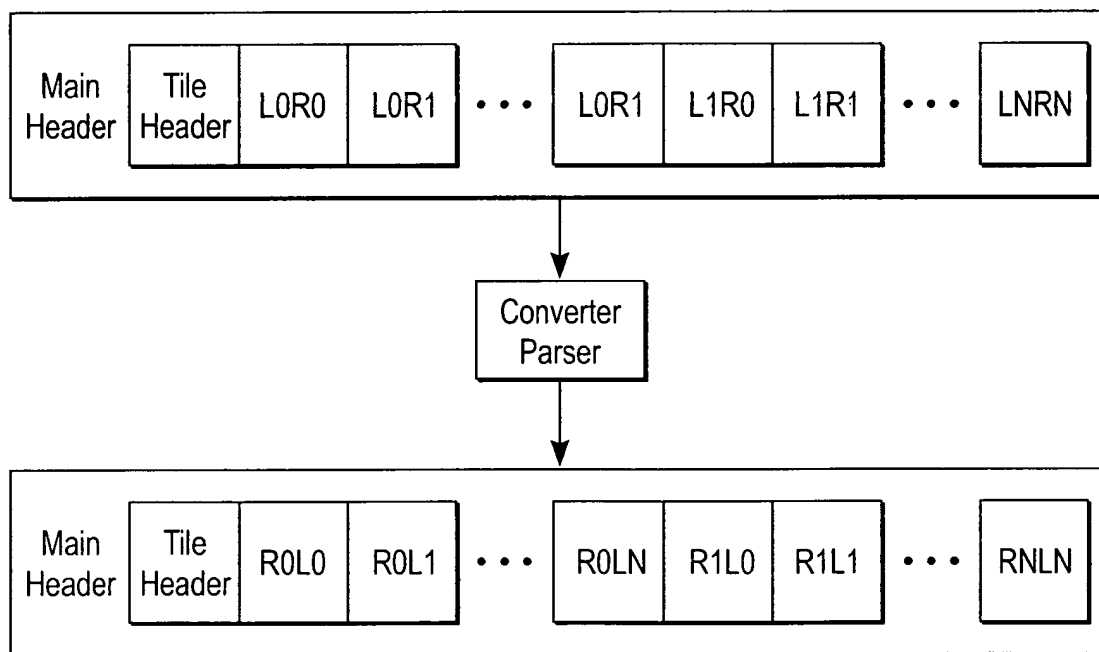 Main
Header
Tile
Header
L0R0
L0R1
• • •
L0R1
L1R0
L1R1
• • •
LNRN
Converter
Parser
Main
Header
Tile
Header
R0L0
R0L1
• • •
R0LN
R1L0
R1L1
• • •
RNLN